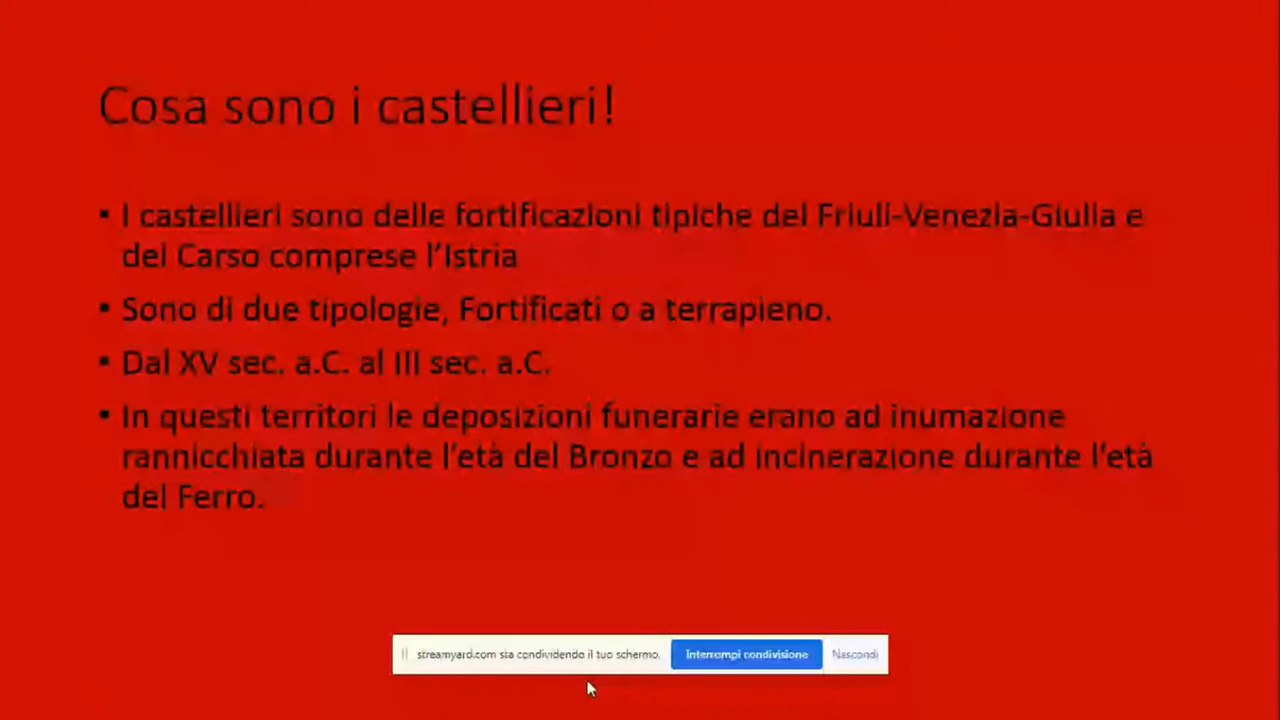 Cosa sono i castellieri!
▪ I castellieri sono delle fortificazioni tipiche del Friuli-Venezia-Giulia e
del Carso comprese l’Istria
▪ Sono di due tipologie, Fortificati o a terrapieno.
▪ Dal XV sec. a.C. al III sec. a.C.
▪ In questi territori le deposizioni funerarie erano ad inumazione
rannicchiata durante l’età del Bronzo e ad incinerazione durante l’età
del Ferro.
streamyard.com sta condividendo il tuo schermo. Interrompi condivisione Nascondi